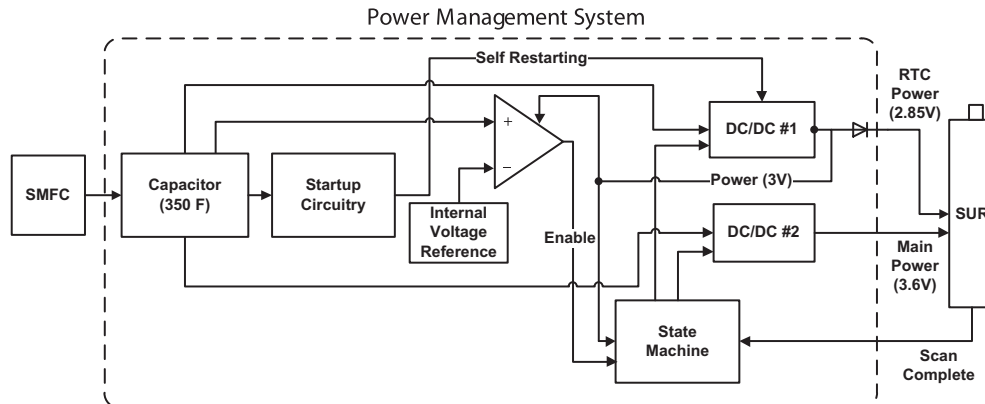 Power Management System
Self Restarting
RTC
Power
(2.85V)
+
DC/DC #1
SMFC
Capacitor
(350 F)
Startup
Circuitry
−
Power (3V)
Internal
Voltage
Reference
Enable
DC/DC #2
SUR
Main
Power
(3.6V)
State
Machine
Scan
Complete